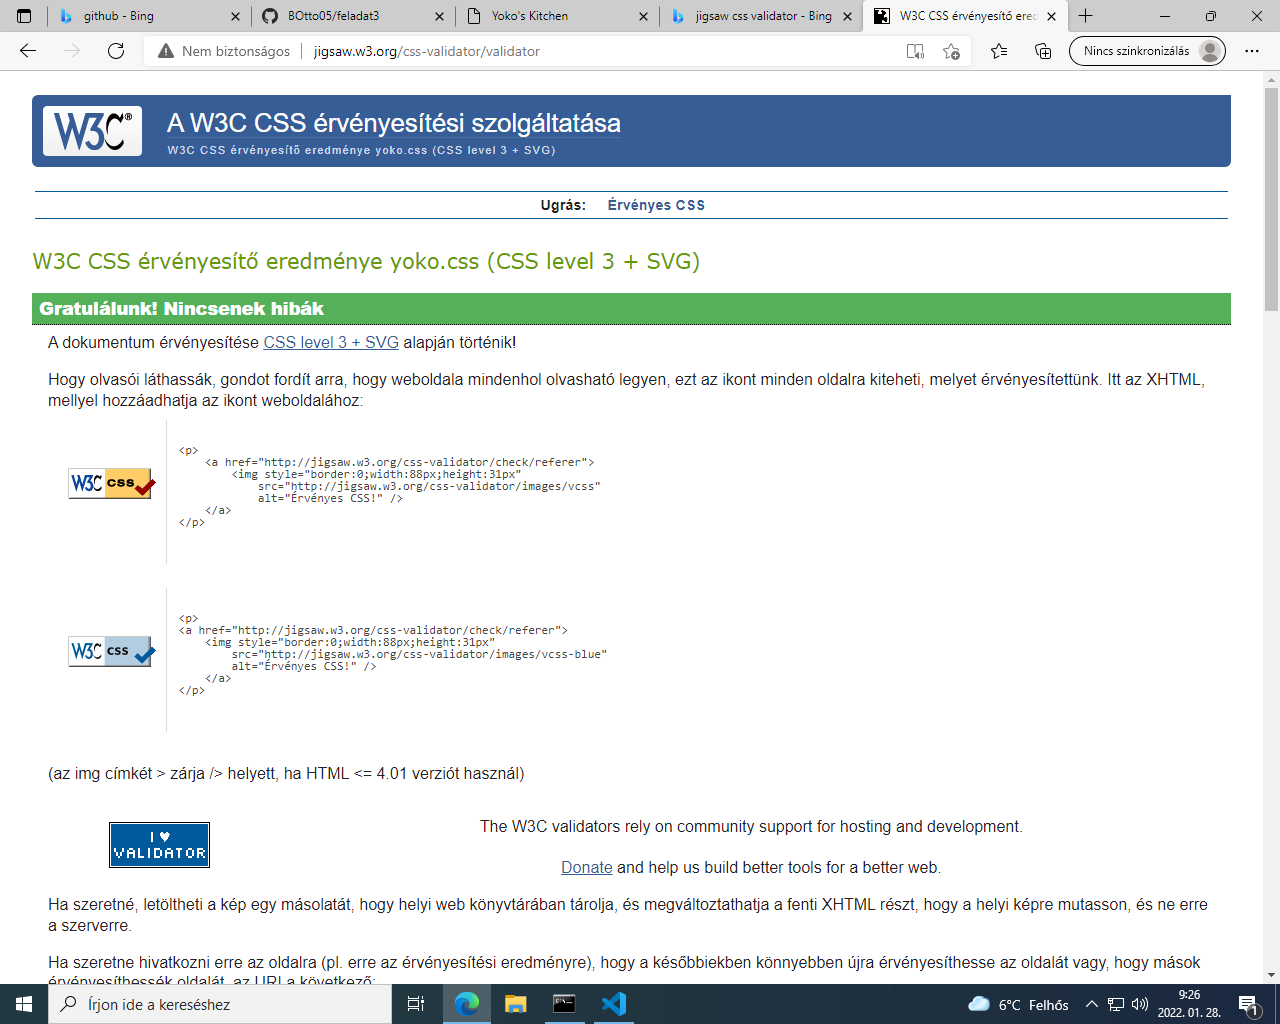 github - Bing
BOtto05/feladat3
Yoko's Kitchen
jigsaw css validator - Bing
W3C CSS érvényesítő ered
Nem biztonságos
jigsaw.w3.org/css-validator/validator
Nincs szinkronizálás
W3C®
A W3C CSS érvényesítési szolgáltatása
W3C CSS érvényesítõ eredménye yoko.css (CSS level 3 + SVG)
Ugrás: Érvényes CSS
W3C CSS érvényesítő eredménye yoko.css (CSS level 3 + SVG)
Gratulálunk! Nincsenek hibák
A dokumentum érvényesítése CSS level 3 + SVG alapján történik!
Hogy olvasói láthassák, gondot fordít arra, hogy weboldala mindenhol olvasható legyen, ezt az ikont minden oldalra kiteheti, melyet érvényesítettünk. Itt az XHTML,
mellyel hozzáadhatja az ikont weboldalához:
W3C css
<p>
<a href="http://jigsaw.w3.org/css-validator/check/referer">
<img style="border:0;width:88px;height:31px"
src="http://jigsaw.w3.org/css-validator/images/vcss"
alt="Érvényes CSS!" />
</a>
</p>
W3C css
<p>
<a href="http://jigsaw.w3.org/css-validator/check/referer">
<img style="border:0;width:88px;height:31px"
src="http://jigsaw.w3.org/css-validator/images/vcss-blue"
alt="Érvényes CSS!" />
</a>
</p>
(az img címkét > zárja /> helyett, ha HTML <= 4.01 verziót használ)
I ♥
VALIDATOR
The W3C validators rely on community support for hosting and development.
Donate and help us build better tools for a better web.
Ha szeretné, letöltheti a kép egy másolatát, hogy helyi web könyvtárában tárolja, és megváltoztathatja a fenti XHTML részt, hogy a helyi képre mutasson, és ne erre
a szerverre.
Ha szeretne hivatkozni erre az oldalra (pl. erre az érvényesítési eredményre), hogy a későbbiekben könnyebben újra érvényesíthesse az oldalát vagy, hogy mások
érvényesíthessék oldalát, az URI a következő:
Írjon ide a kereséshez
6°C Felhős
9:26
2022. 01. 28.
1